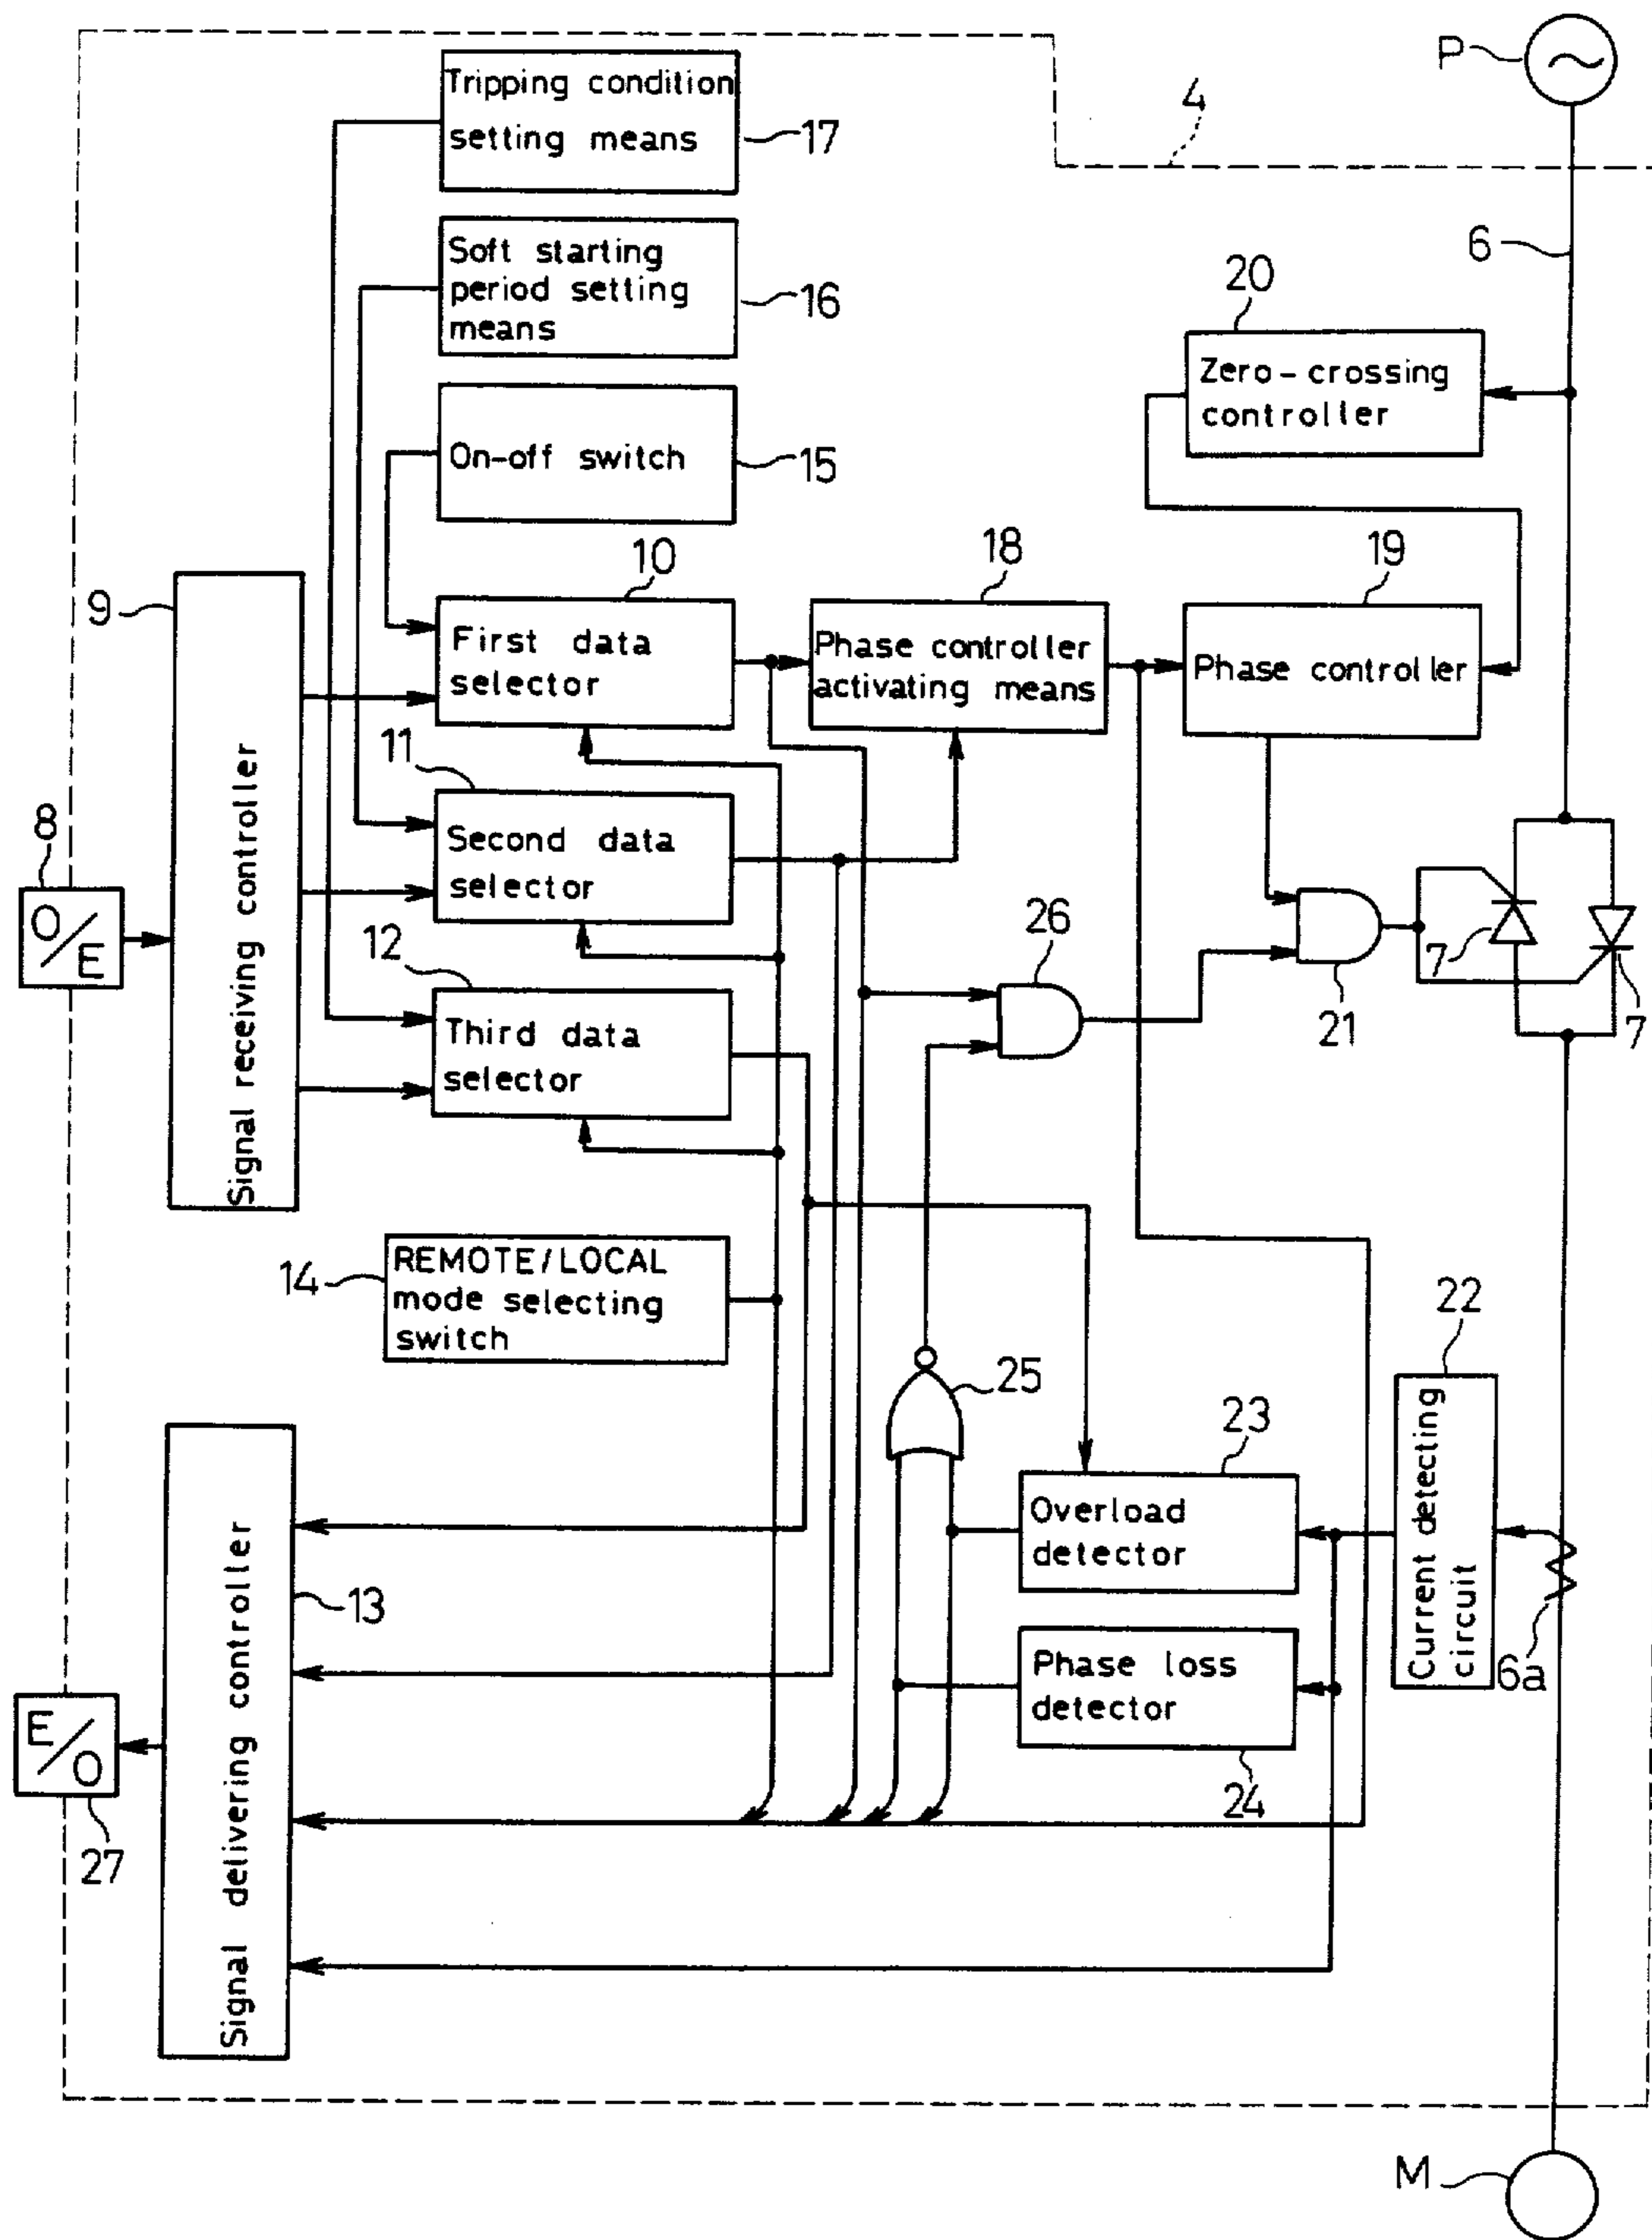 P
4
Tripping condition
setting means
17
6
Soft starting
period setting
means
16
20
Zero-crossing
controller
On-off switch
15
9
10
18
19
First data
selector
Phase controller
activating means
Phase controller
11
8
O/E
Signal receiving controller
Second data
selector
26
7
7
21
12
Third data
selector
14
REMOTE/LOCAL
mode selecting
switch
22
25
23
Current detecting
circuit
Overload
detector
13
6a
Phase loss
detector
24
E/O
27
Signal delivering controller
M